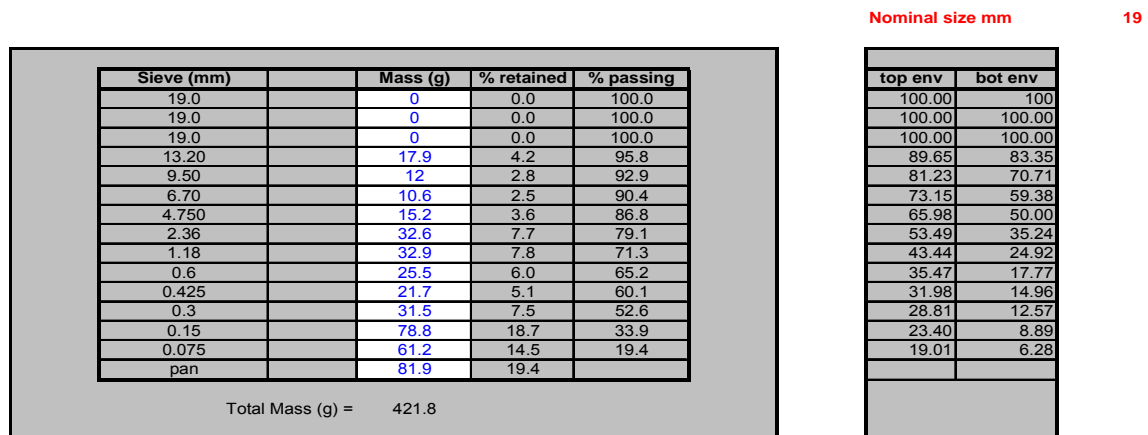 Nominal size mm 19
Sieve (mm) Mass (g) % retained % passing top env bot env
19.0 0 0.0 100.0 100.00 100
19.0 0 0.0 100.0 100.00 100.00
19.0 0 0.0 100.0 100.00 100.00
13.20 17.9 4.2 95.8 89.65 83.35
9.50 12 2.8 92.9 81.23 70.71
6.70 10.6 2.5 90.4 73.15 59.38
4.750 15.2 3.6 86.8 65.98 50.00
2.36 32.6 7.7 79.1 53.49 35.24
1.18 32.9 7.8 71.3 43.44 24.92
0.6 25.5 6.0 65.2 35.47 17.77
0.425 21.7 5.1 60.1 31.98 14.96
0.3 31.5 7.5 52.6 28.81 12.57
0.15 78.8 18.7 33.9 23.40 8.89
0.075 61.2 14.5 19.4 19.01 6.28
pan 81.9 19.4
Total Mass (g) = 421.8